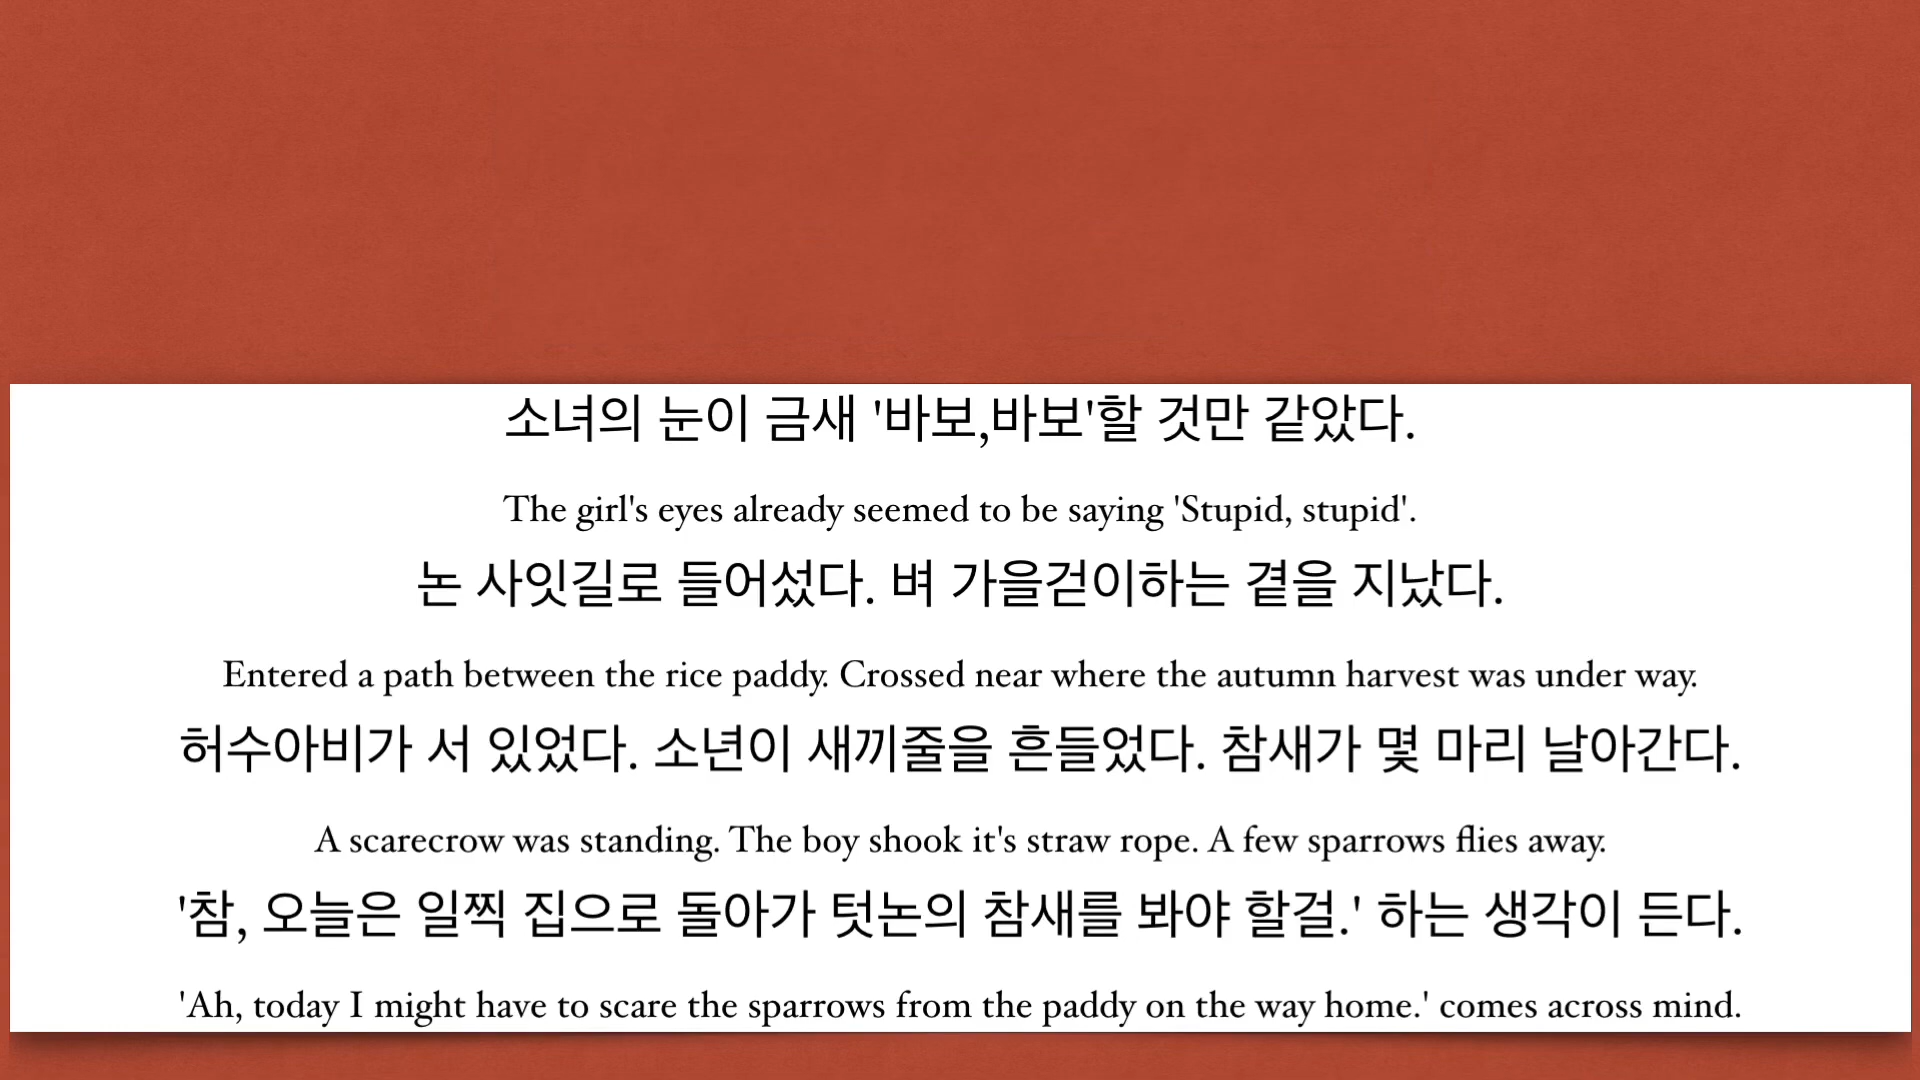 소녀의 눈이 금새 '바보,바보'할 것만 같았다.
The girl's eyes already seemed to be saying 'Stupid, stupid'.
논 사잇길로 들어섰다. 벼 가을걷이하는 곁을 지났다.
Entered a path between the rice paddy. Crossed near where the autumn harvest was under way.
허수아비가 서 있었다. 소년이 새끼줄을 흔들었다. 참새가 몇 마리 날아간다.
A scarecrow was standing. The boy shook it's straw rope. A few sparrows flies away.
'참, 오늘은 일찍 집으로 돌아가 텃논의 참새를 봐야 할걸.' 하는 생각이 든다.
'Ah, today I might have to scare the sparrows from the paddy on the way home.' comes across mind.